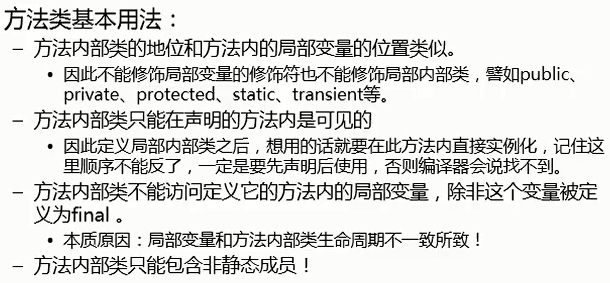 方法类基本用法：
– 方法内部类的地位和方法内的局部变量的位置类似。
• 因此不能修饰局部变量的修饰符也不能修饰局部内部类，譬如public、
private、protected、static、transient等。
– 方法内部类只能在声明的方法内是可见的
• 因此定义局部内部类之后，想用的话就要在此方法内直接实例化，记住这
里顺序不能反了，一定是要先声明后使用，否则编译器会说找不到。
– 方法内部类不能访问定义它的方法内的局部变量，除非这个变量被定
义为final 。
• 本质原因：局部变量和方法内部类生命周期不一致所致！
– 方法内部类只能包含非静态成员！